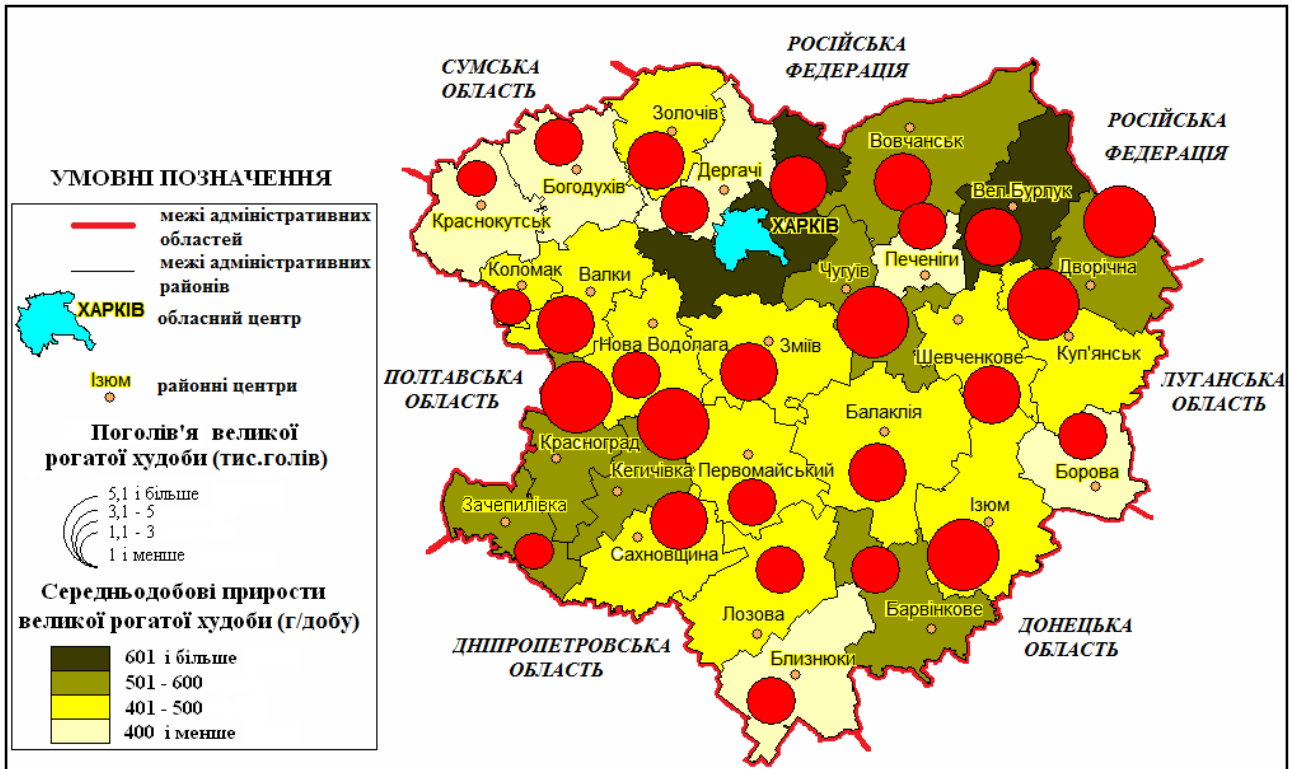 УМОВНІ ПОЗНАЧЕННЯ
межі адміністративних
областей
межі адміністративних
районів
ХАРКІВ
обласний центр
Ізюм
районні центри
Поголів'я великої
рогатої худоби (тис.голів)
5,1 і більше
3,1 - 5
1,1 - 3
1 і менше
Середньодобові прирости
великої рогатої худоби (г/добу)
601 і більше
501 - 600
401 - 500
400 і менше
СУМСЬКА
ОБЛАСТЬ
РОСІЙСЬКА
ФЕДЕРАЦІЯ
РОСІЙСЬКА
ФЕДЕРАЦІЯ
ПОЛТАВСЬКА
ОБЛАСТЬ
ЛУГАНСЬКА
ОБЛАСТЬ
ДНІПРОПЕТРОВСЬКА
ОБЛАСТЬ
ДОНЕЦЬКА
ОБЛАСТЬ
Золочів
Вовчанськ
Богодухів
Дергачі
Вел.Бурлук
Краснокутськ
ХАРКІВ
Печеніги
Дворічна
Коломак
Валки
Чугуїв
Нова Водолага
Зміїв
Шевченкове
Куп'янськ
Балаклія
Красноград
Кегичівка
Первомайський
Борова
Зачепилівка
Ізюм
Сахновщина
Лозова
Барвінкове
Близнюки